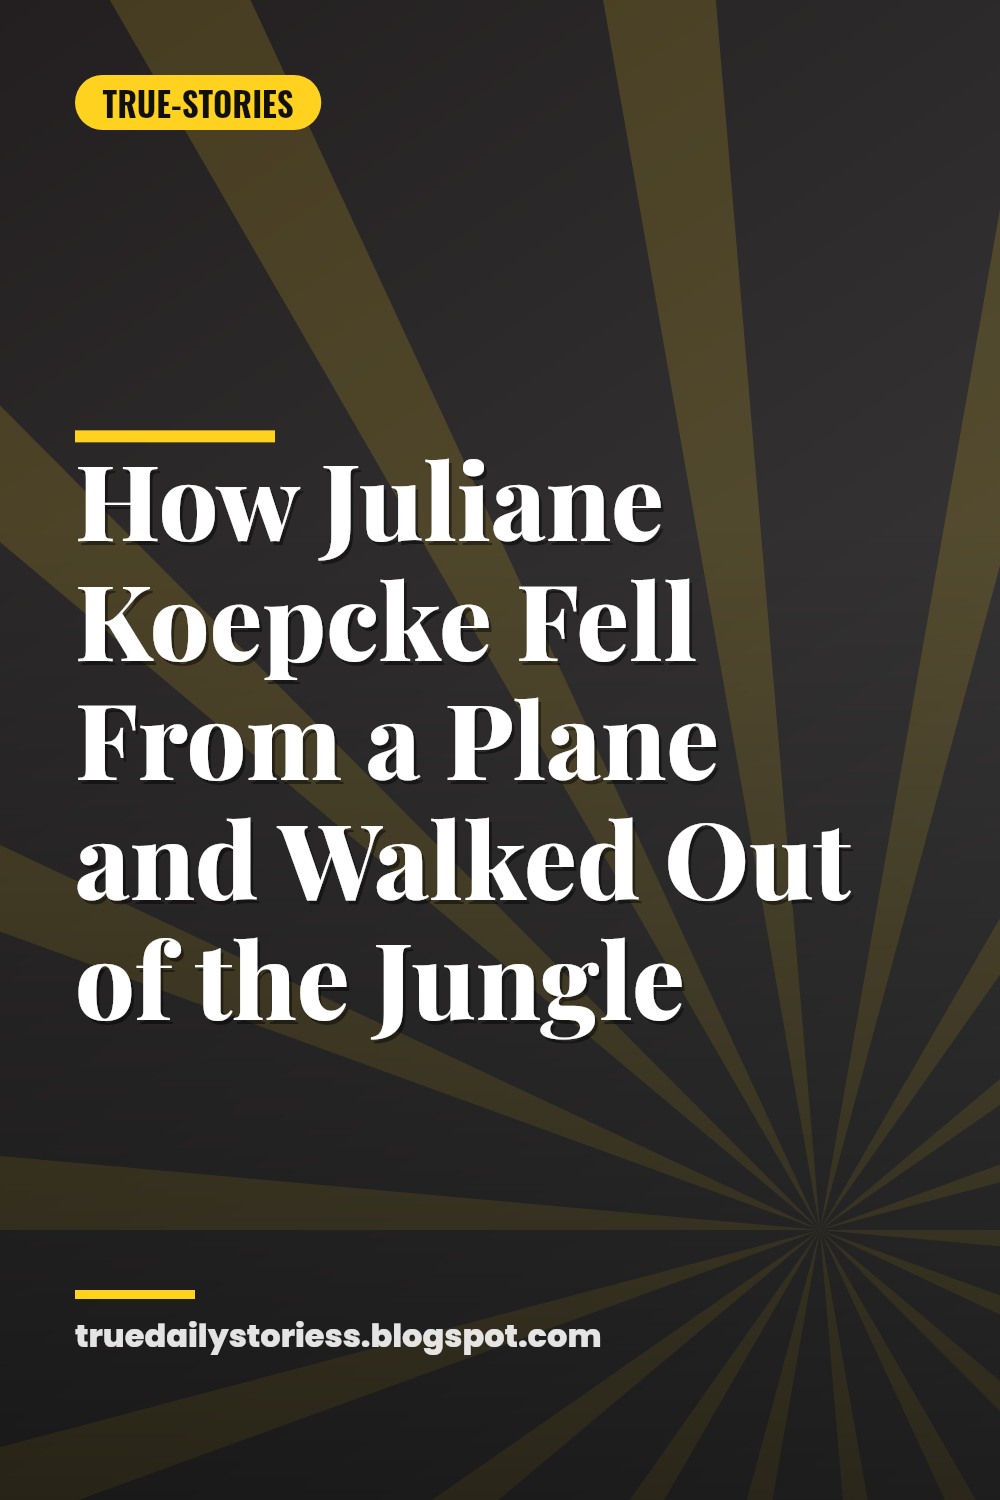 TRUE-STORIES
How Juliane
Koepcke Fell
From a Plane
and Walked Out
of the Jungle
truedailystoriess.blogspot.com